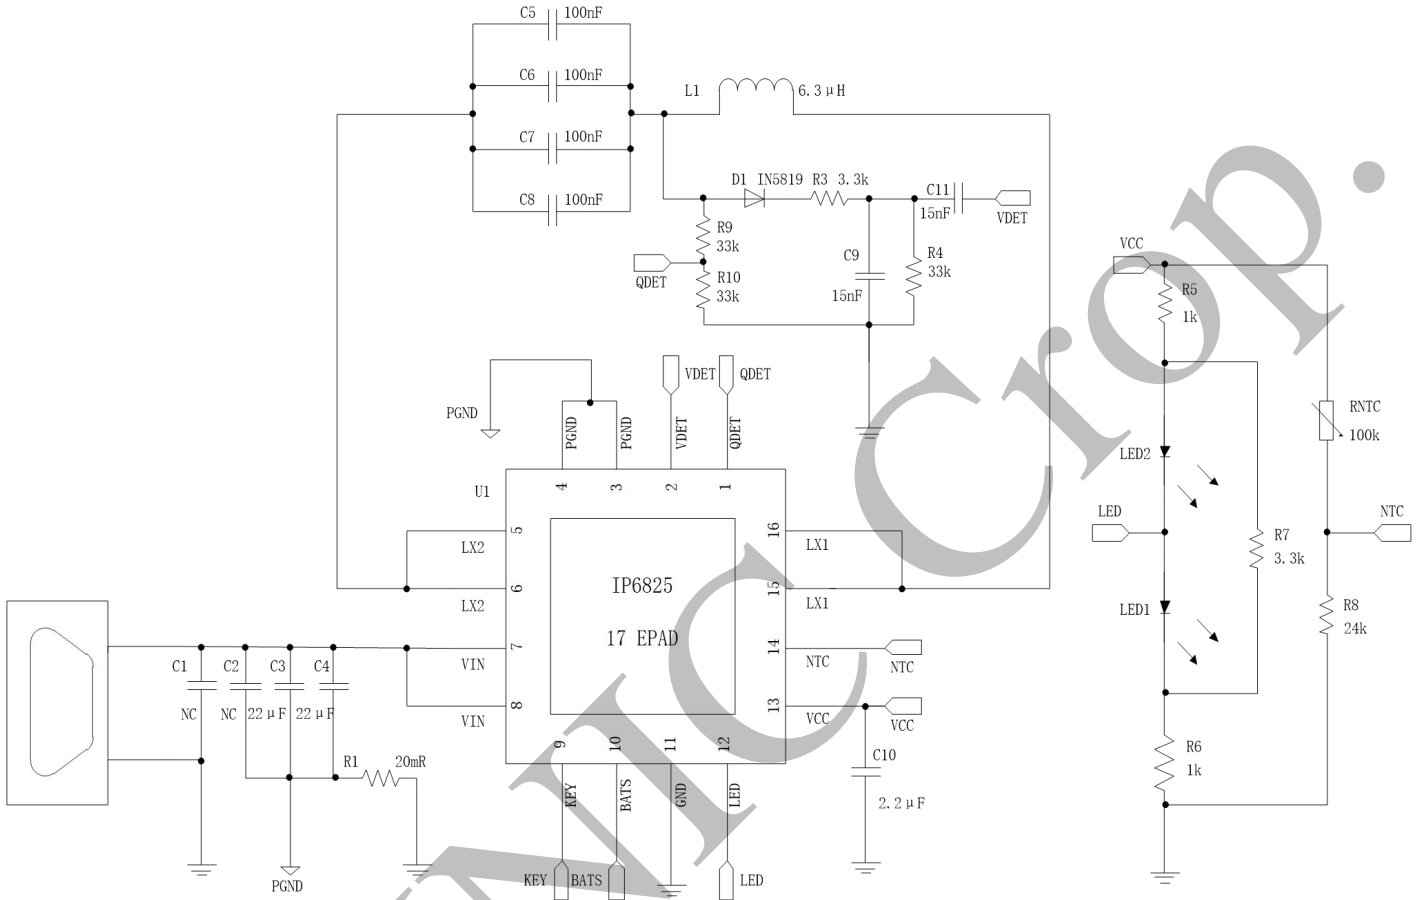 C5 100nF
C6 100nF
L1 6.3μH
C7 100nF
C8 100nF
D1 IN5819 R3 3.3k
C11
15nF
VDET
R9
33k
QDET
R10
33k
C9
15nF
R4
33k
VCC
R5
1k
PGND
PGND
PGND
VDET
VDET
QDET
QDET
RNTC
100k
LED2
U1
4
3
2
1
5
LX2
16
LX1
LED
NTC
R7
3.3k
6
LX2
IP6825
17 EPAD
15
LX1
LED1
R8
24k
7
VIN
14
NTC
NTC
C1
C2
C3
C4
NC
NC
22μF
22μF
8
VIN
13
VCC
VCC
9
10
11
12
R1
20mR
C10
2.2μF
R6
1k
KEY
BATS
GND
LED
PGND
KEY
BATS
LED
MIC Crop.